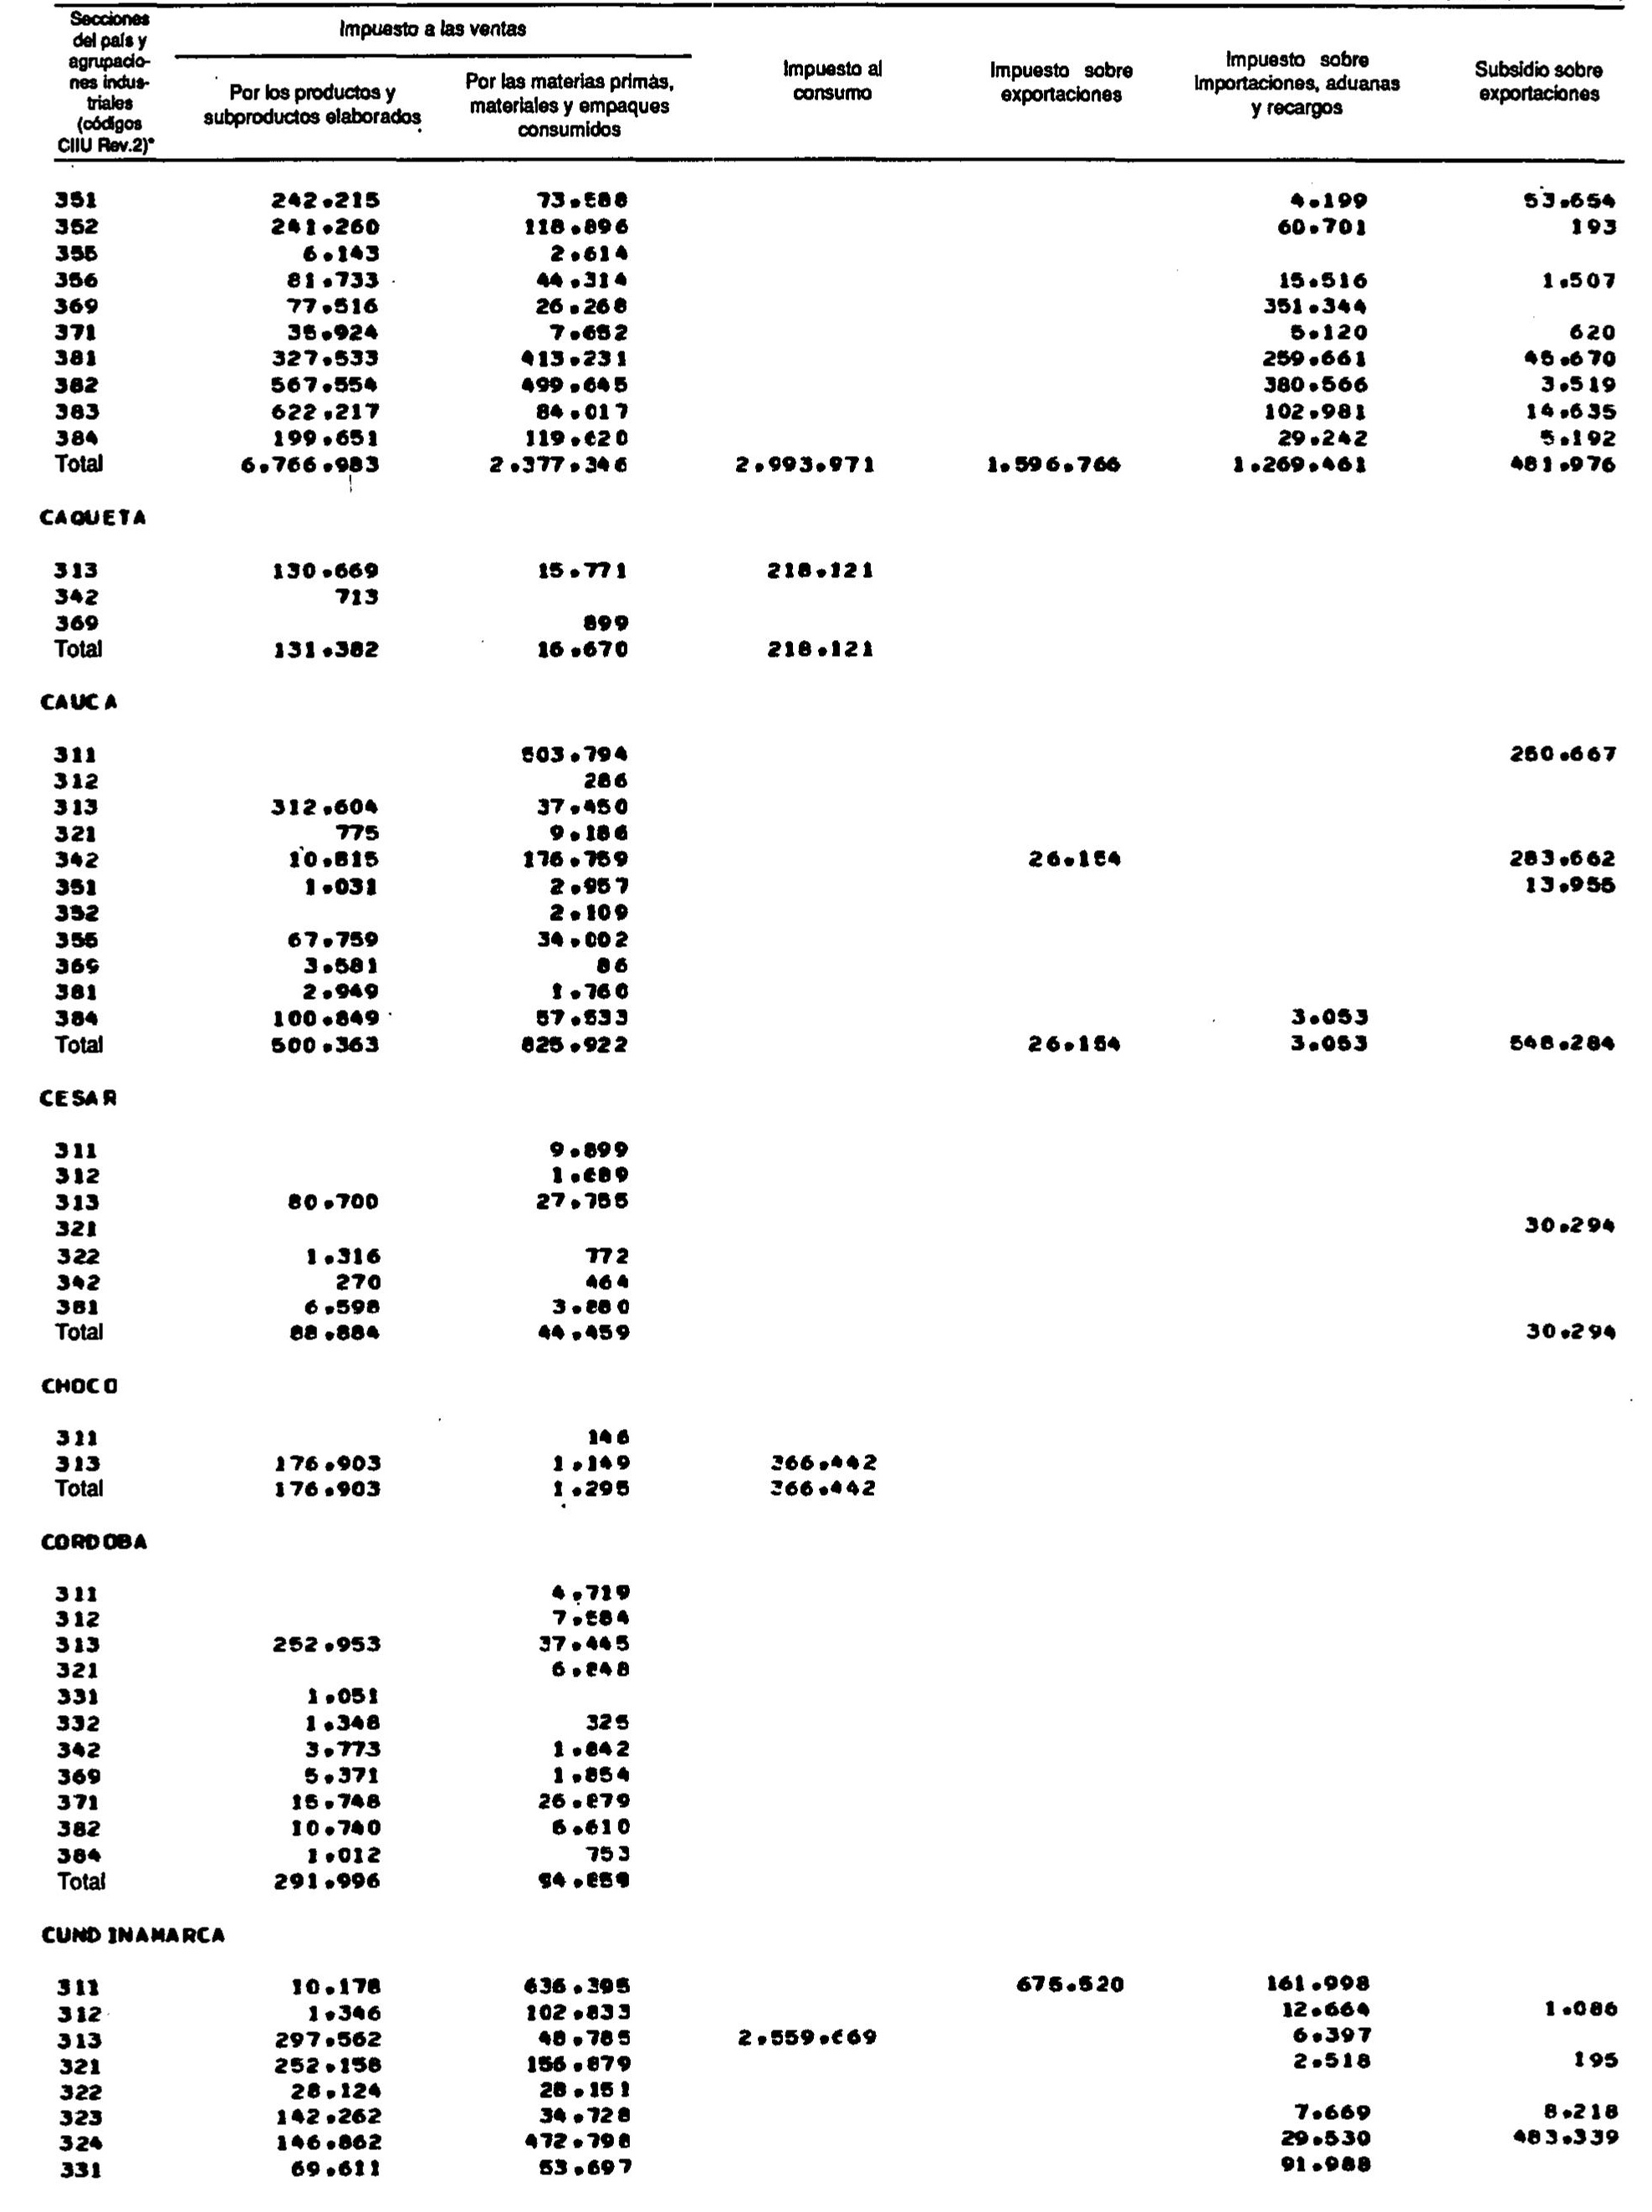 Secciones
del país y
agrupacio-
nes indus-
triales
(códigos
CIIU Rev.2)*
Impuesto a las ventas
Por los productos y
subproductos elaborados
Por las materias primas,
materiales y empaques
consumidos
Impuesto al
consumo
Impuesto sobre
exportaciones
Impuesto sobre
importaciones, aduanas
y recargos
Subsidio sobre
exportaciones
351 242.215 73.588 4.199 53.654
352 241.260 118.896 60.701 193
355 6.143 2.614
356 81.733 44.314 15.516 1.507
369 77.516 26.268 351.344
371 35.924 7.652 5.120 620
381 327.533 413.231 259.661 45.670
382 567.554 499.645 380.566 3.519
383 622.217 84.017 102.981 14.635
384 199.651 119.620 29.242 5.192
Total 6.766.983 2.377.346 2.993.971 1.596.766 1.269.461 481.976
CAQUETA
313 130.669 15.771 218.121
342 713
369 899
Total 131.382 16.670 218.121
CAUCA
311 503.794 250.667
312 286
313 312.604 37.450
321 775 9.186
342 10.815 176.759 26.154 283.662
351 1.031 2.957 13.955
352 2.109
355 67.759 34.002
369 3.581 86
381 2.949 1.760
384 100.849 57.533 3.053
Total 500.363 825.922 26.154 3.053 548.284
CESAR
311 9.899
312 1.689
313 80.700 27.755
321 30.294
322 1.316 772
342 270 464
381 6.598 3.880
Total 88.884 44.459 30.294
CHOCO
311 146
313 176.903 1.149 366.442
Total 176.903 1.295 366.442
CORDOBA
311 4.719
312 7.584
313 252.953 37.445
321 6.848
331 1.051
332 1.348 325
342 3.773 1.842
369 5.371 1.854
371 15.748 26.879
382 10.740 6.610
384 1.012 753
Total 291.996 94.859
CUNDINAMARCA
311 10.178 636.395 675.520 161.998
312 1.346 102.833 12.664 1.086
313 297.562 48.785 2.559.669 6.397
321 252.158 156.879 2.518 195
322 28.124 28.151
323 142.262 34.728 7.669 8.218
324 146.862 472.798 29.530 483.339
331 69.611 53.697 91.988